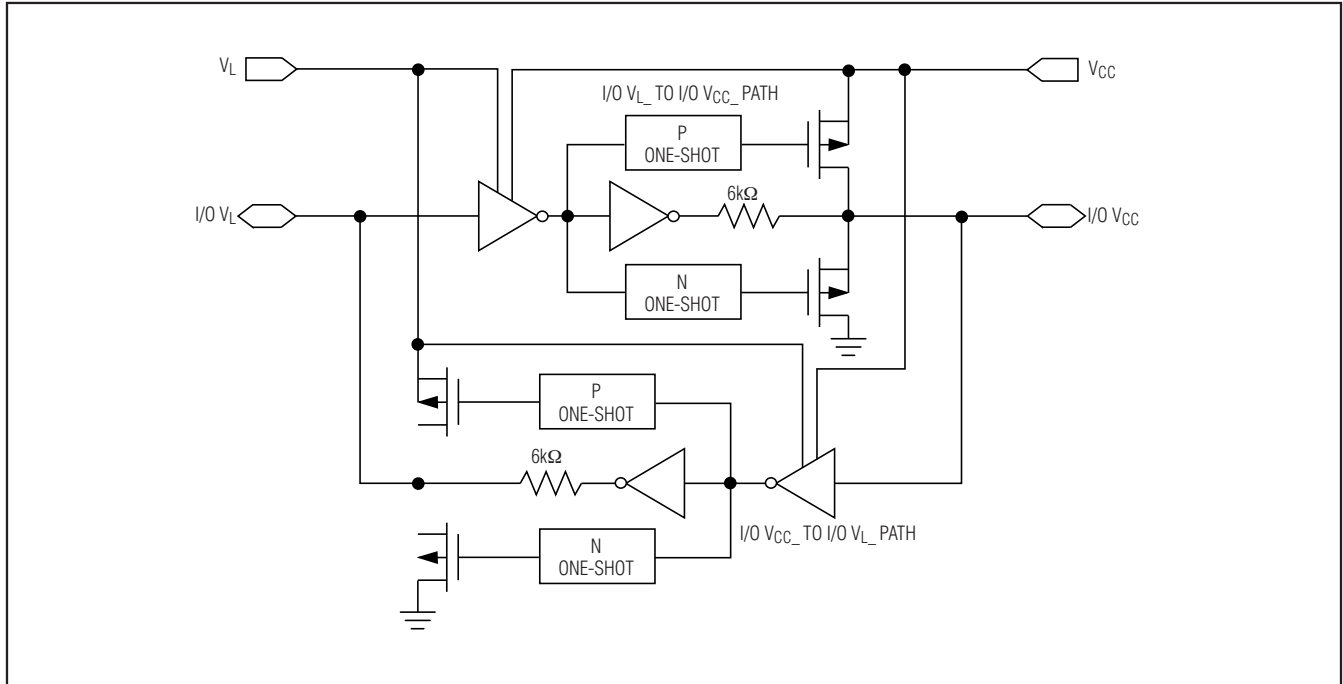 VL
VCC
I/O VL_ TO I/O VCC_ PATH
P
ONE-SHOT
I/O VL
6kΩ
I/O VCC
N
ONE-SHOT
P
ONE-SHOT
6kΩ
I/O VCC_ TO I/O VL_ PATH
N
ONE-SHOT